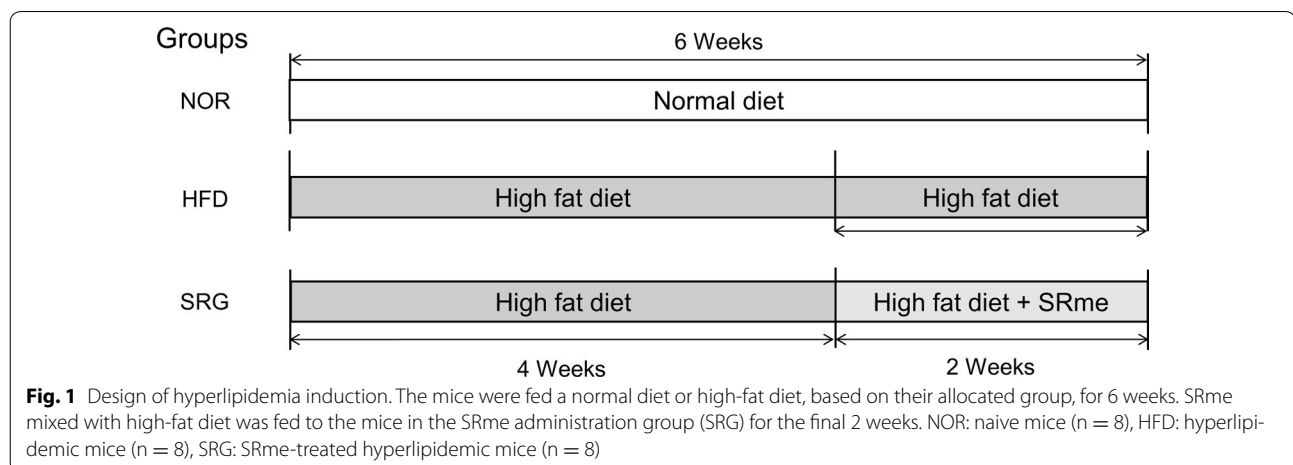 Groups
6 Weeks
NOR
Normal diet
HFD
High fat diet
High fat diet
SRG
High fat diet
High fat diet + SRme
4 Weeks
2 Weeks
Fig. 1 Design of hyperlipidemia induction. The mice were fed a normal diet or high-fat diet, based on their allocated group, for 6 weeks. SRme
mixed with high-fat diet was fed to the mice in the SRme administration group (SRG) for the final 2 weeks. NOR: naive mice (n = 8), HFD: hyperlipi-
demic mice (n = 8), SRG: SRme-treated hyperlipidemic mice (n = 8)